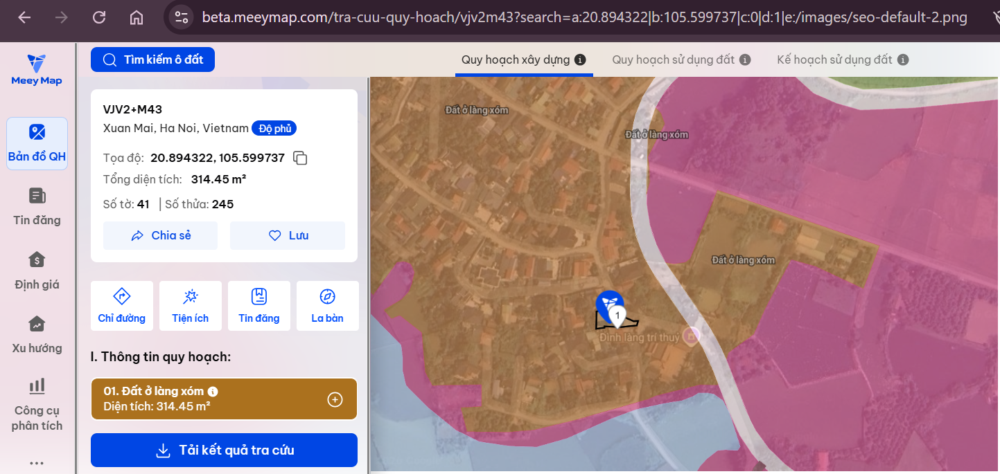 beta.meeymap.com/tra-cuu-quy-hoach/vjv2m43?search=a:20.894322|b:105.599737|c:0|d:1|e:/images/seo-default-2.png
Meey Map
Bản đồ QH
Tin đăng
Định giá
Xu hướng
Công cụ
phân tích
Tìm kiếm ô đất
Quy hoạch xây dựng
Quy hoạch sử dụng đất
Kế hoạch sử dụng đất
VJV2+M43
Xuan Mai, Ha Noi, Vietnam Độ phủ
Tọa độ: 20.894322, 105.599737
Tổng diện tích: 314.45 m²
Số tờ: 41 | Số thửa: 245
Chia sẻ
Lưu
Chỉ đường
Tiện ích
Tin đăng
La bàn
I. Thông tin quy hoạch:
01. Đất ở làng xóm
Diện tích: 314.45 m²
Tải kết quả tra cứu
Đất ở làng xóm
Đất ở làng xóm
Đất ở làng xóm
1
Đình làng trí thuỷ